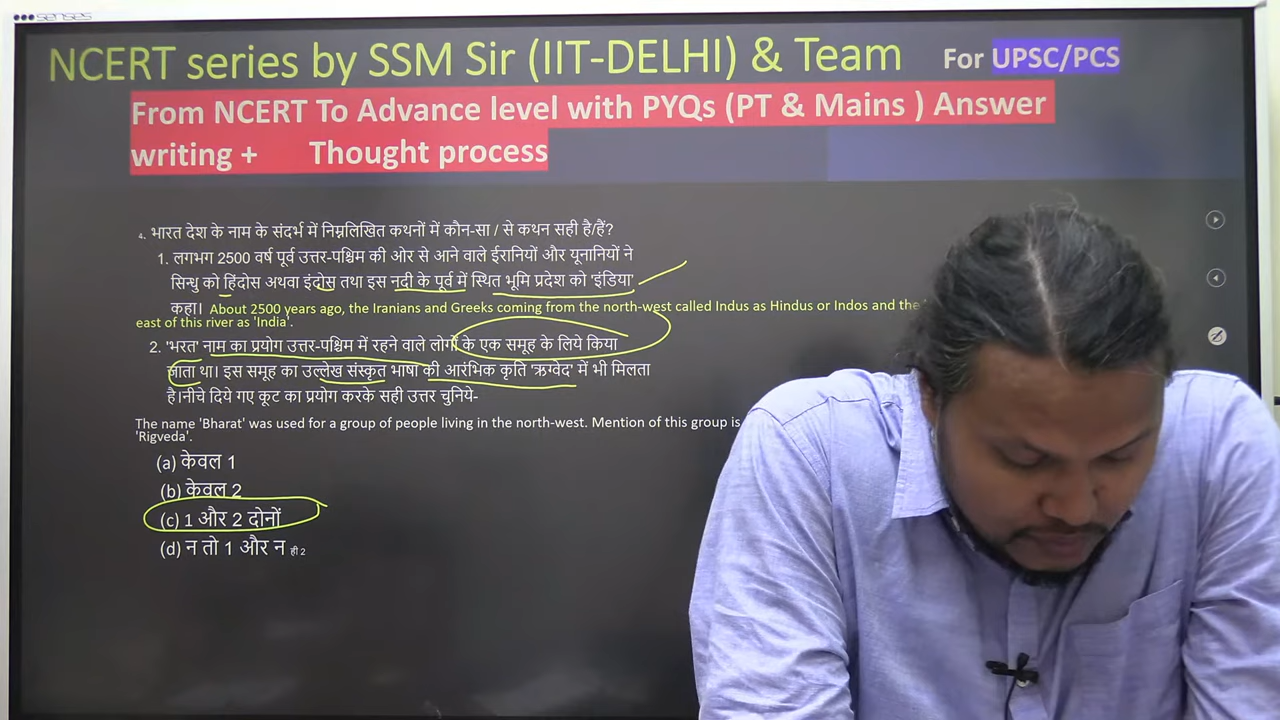 senses
NCERT series by SSM Sir (IIT-DELHI) & Team For UPSC/PCS
From NCERT To Advance level with PYQs (PT & Mains ) Answer
writing + Thought process
4. भारत देश के नाम के संदर्भ में निम्नलिखित कथनों में कौन-सा / से कथन सही है/हैं?
1. लगभग 2500 वर्ष पूर्व उत्तर-पश्चिम की ओर से आने वाले ईरानियों और यूनानियों ने
सिन्धु को हिंदोस अथवा इंदोस तथा इस नदी के पूर्व में स्थित भूमि प्रदेश को 'इंडिया'
कहा। About 2500 years ago, the Iranians and Greeks coming from the north-west called Indus as Hindus or Indos and the
east of this river as 'India'.
2. 'भरत' नाम का प्रयोग उत्तर-पश्चिम में रहने वाले लोगों के एक समूह के लिये किया
जाता था। इस समूह का उल्लेख संस्कृत भाषा की आरंभिक कृति 'ऋग्वेद' में भी मिलता
है।नीचे दिये गए कूट का प्रयोग करके सही उत्तर चुनिये-
The name 'Bharat' was used for a group of people living in the north-west. Mention of this group is
'Rigveda'.
(a) केवल 1
(b) केवल 2
(c) 1 और 2 दोनों
(d) न तो 1 और न ही 2